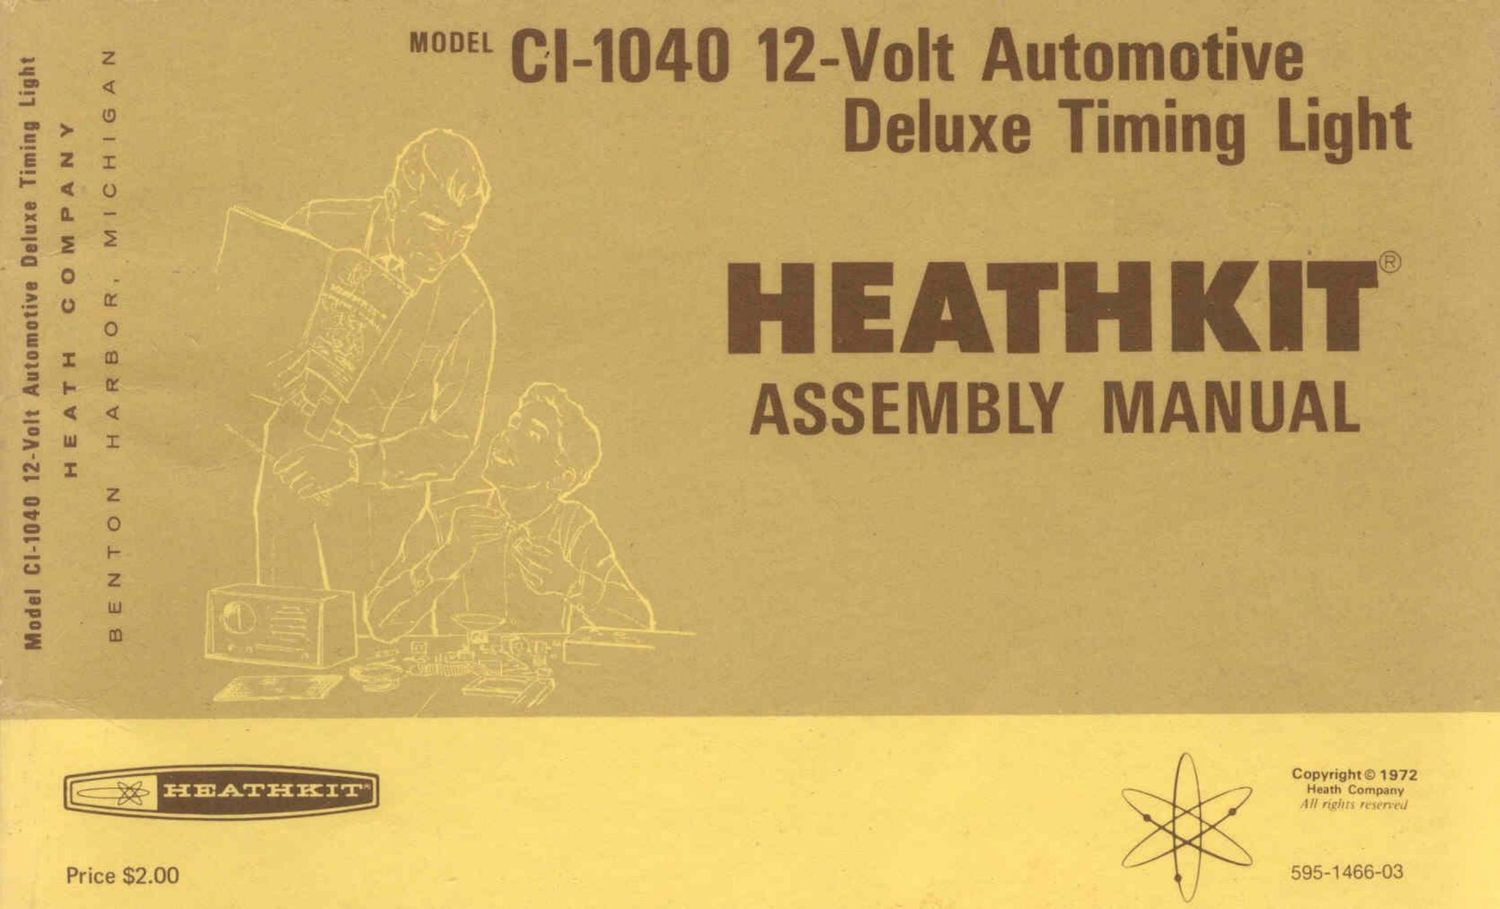 MODEL CI-1040 12-Volt Automotive
Deluxe Timing Light
HEATHKIT®
ASSEMBLY MANUAL
Model CI-1040 12-Volt Automotive Deluxe Timing Light
HEATH COMPANY
BENTON HARBOR, MICHIGAN
HEATHKIT®
Price $2.00
Copyright © 1972
Heath Company
All rights reserved
595-1466-03